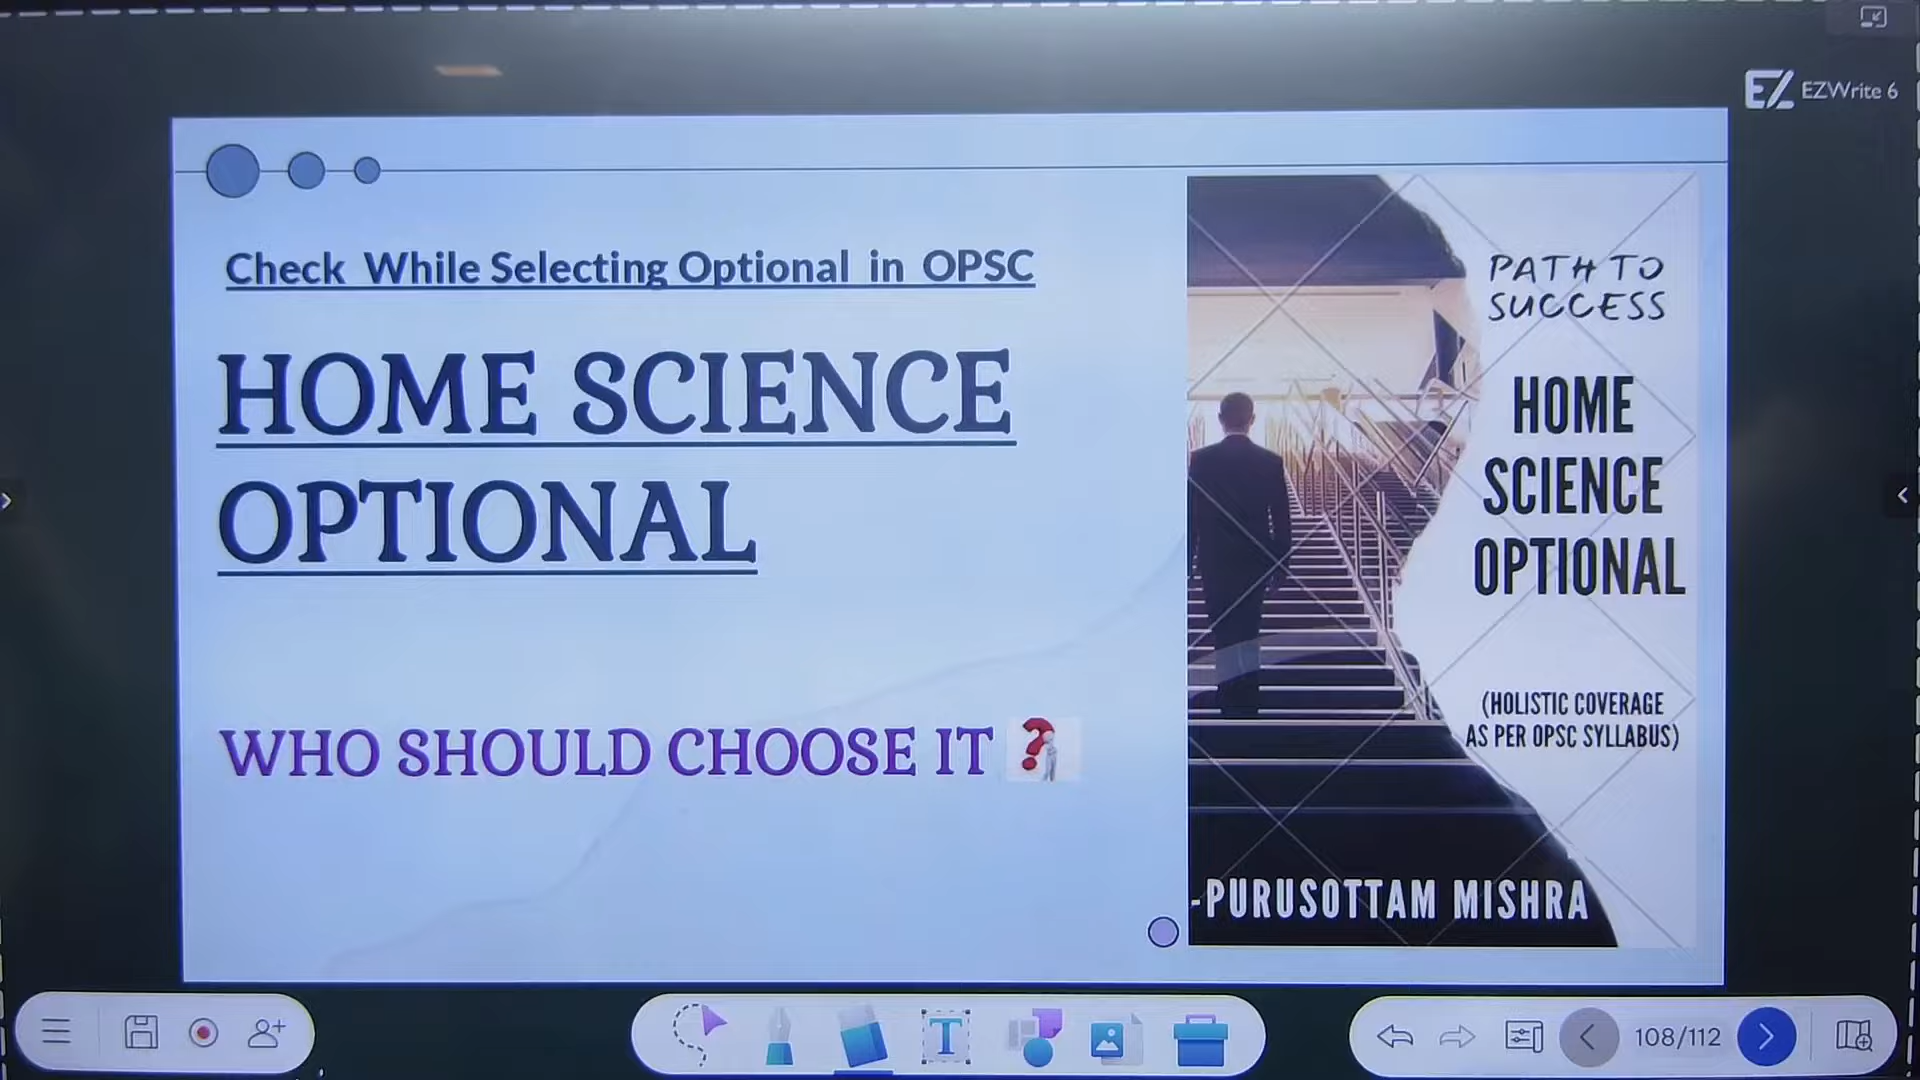 EZ EZWrite 6
Check While Selecting Optional in OPSC
HOME SCIENCE
OPTIONAL
WHO SHOULD CHOOSE IT ?
PATH TO
SUCCESS
HOME
SCIENCE
OPTIONAL
(HOLISTIC COVERAGE
AS PER OPSC SYLLABUS)
-PURUSOTTAM MISHRA
T
108/112